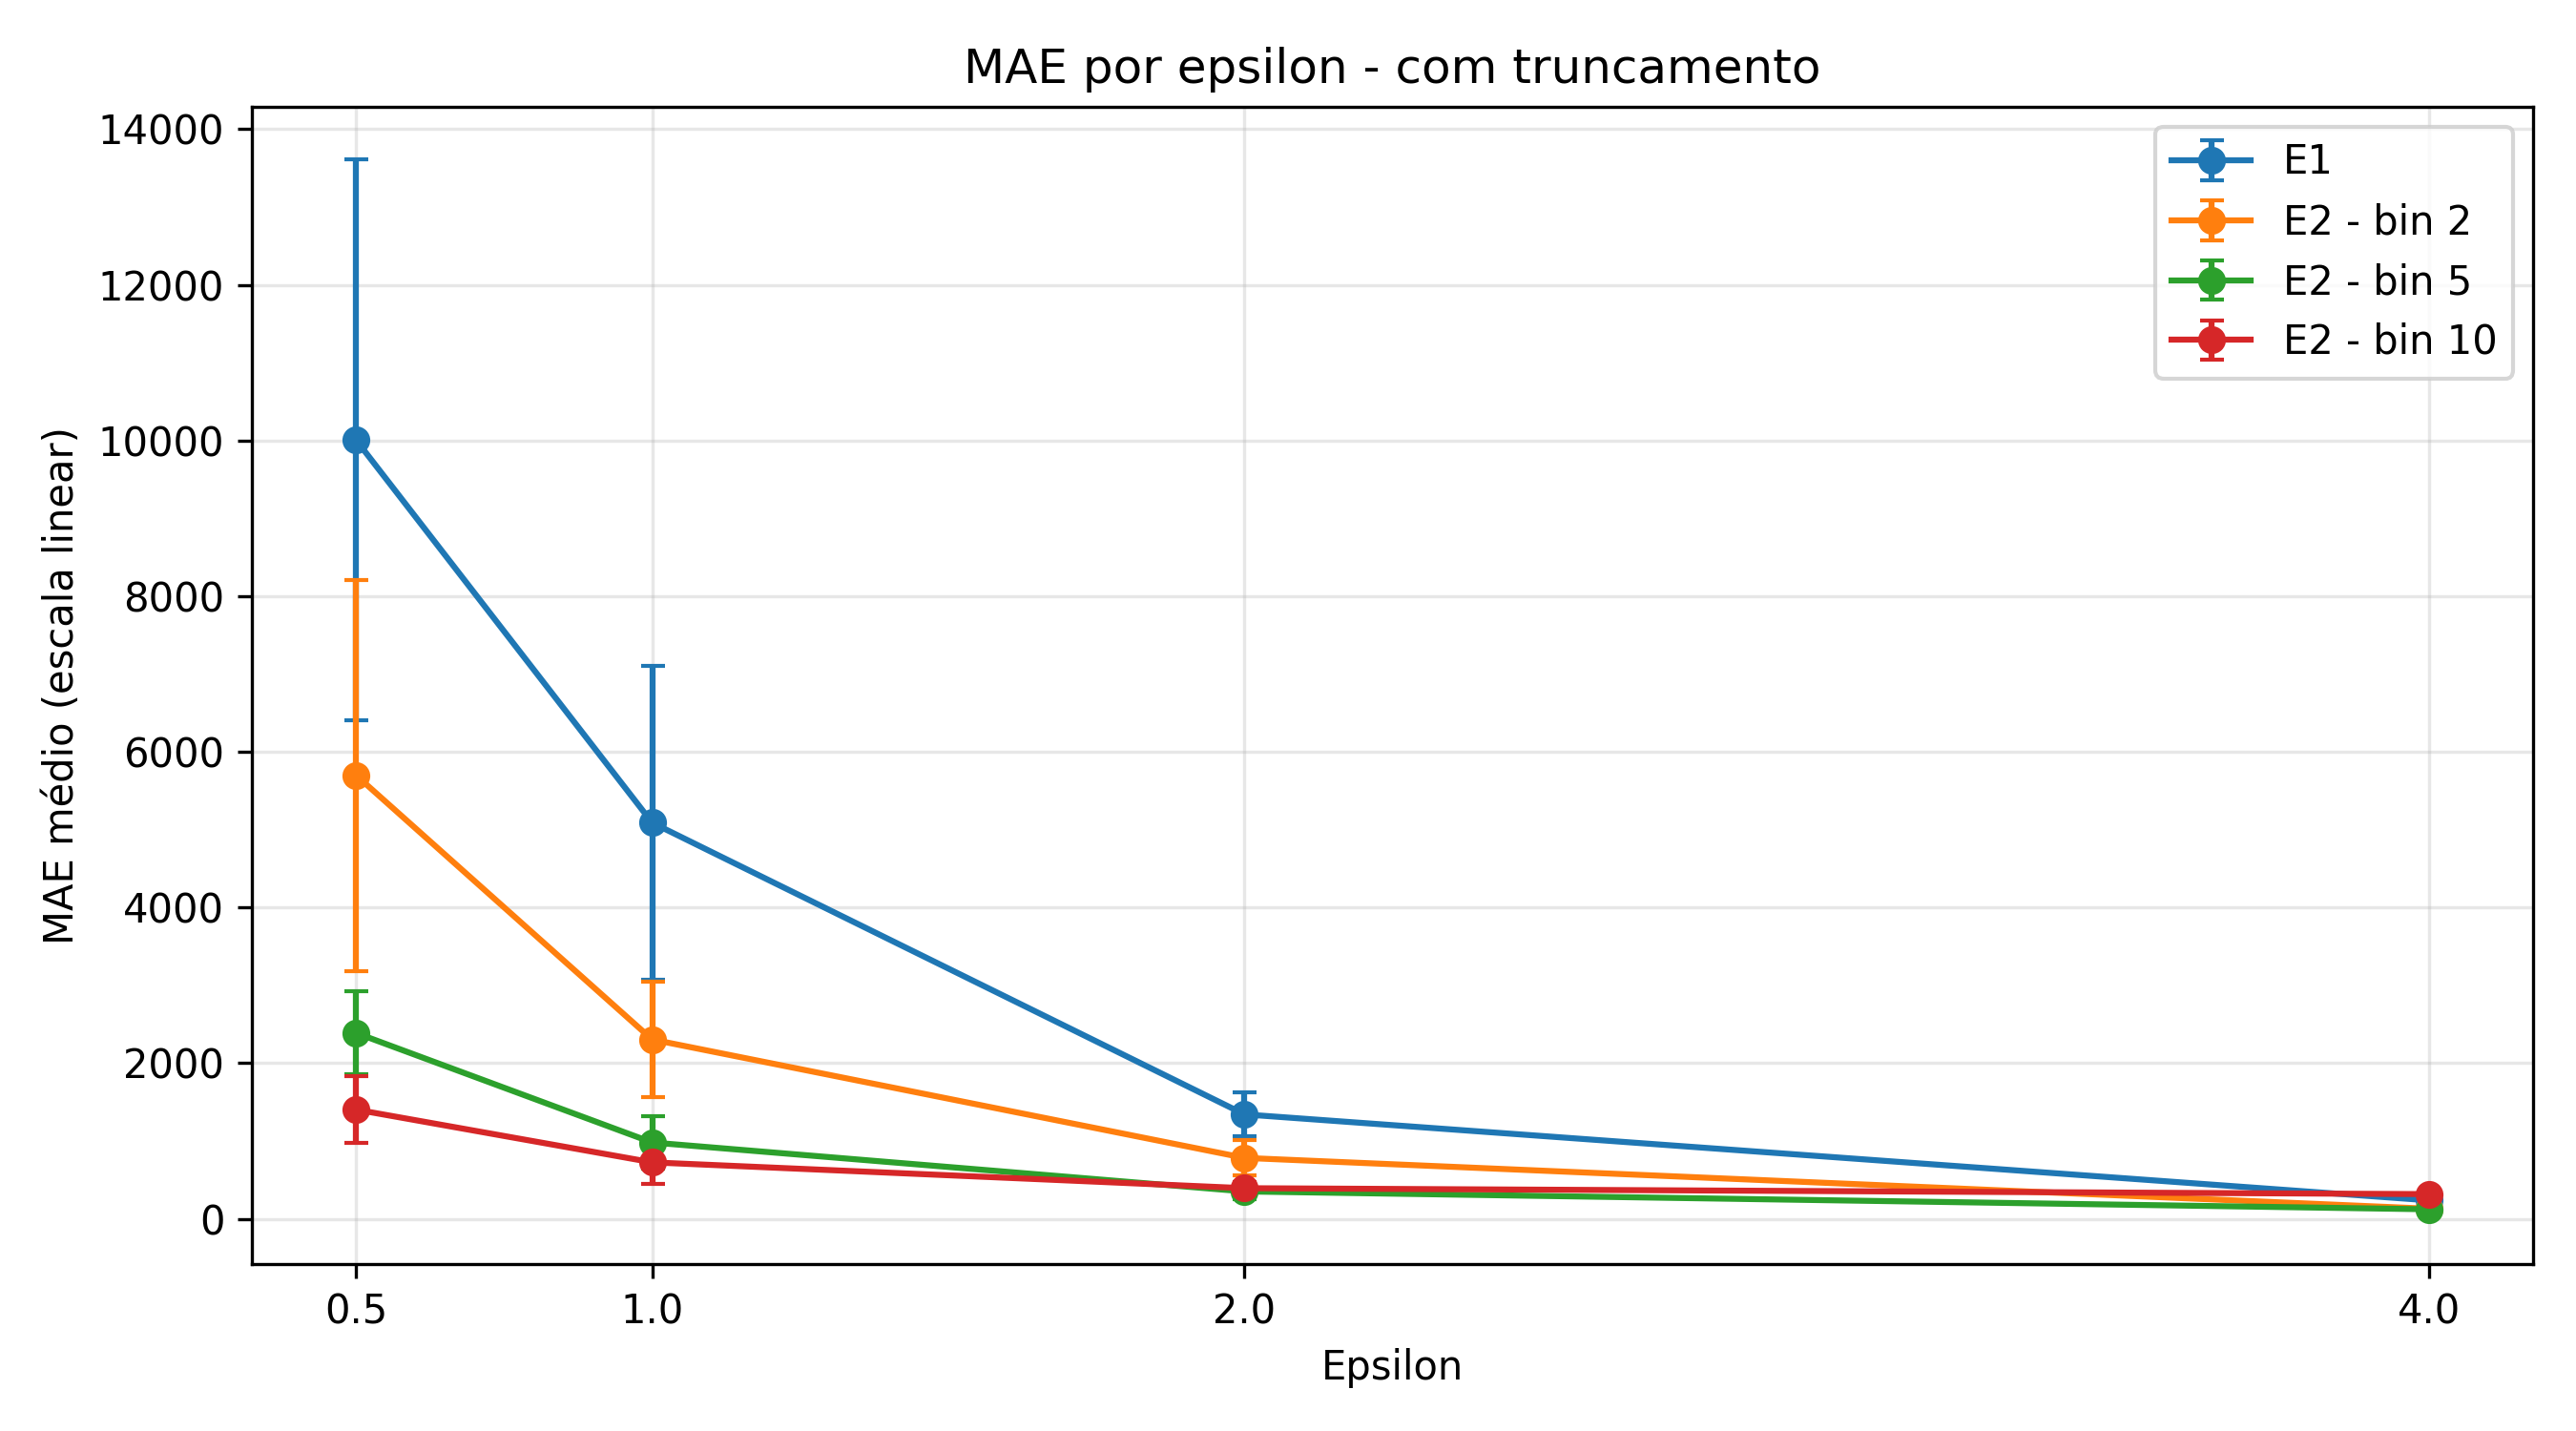 MAE por epsilon - com truncamento
14000
12000
10000
8000
6000
4000
2000
0
MAE médio (escala linear)
E1
E2 - bin 2
E2 - bin 5
E2 - bin 10
0.5
1.0
2.0
4.0
Epsilon